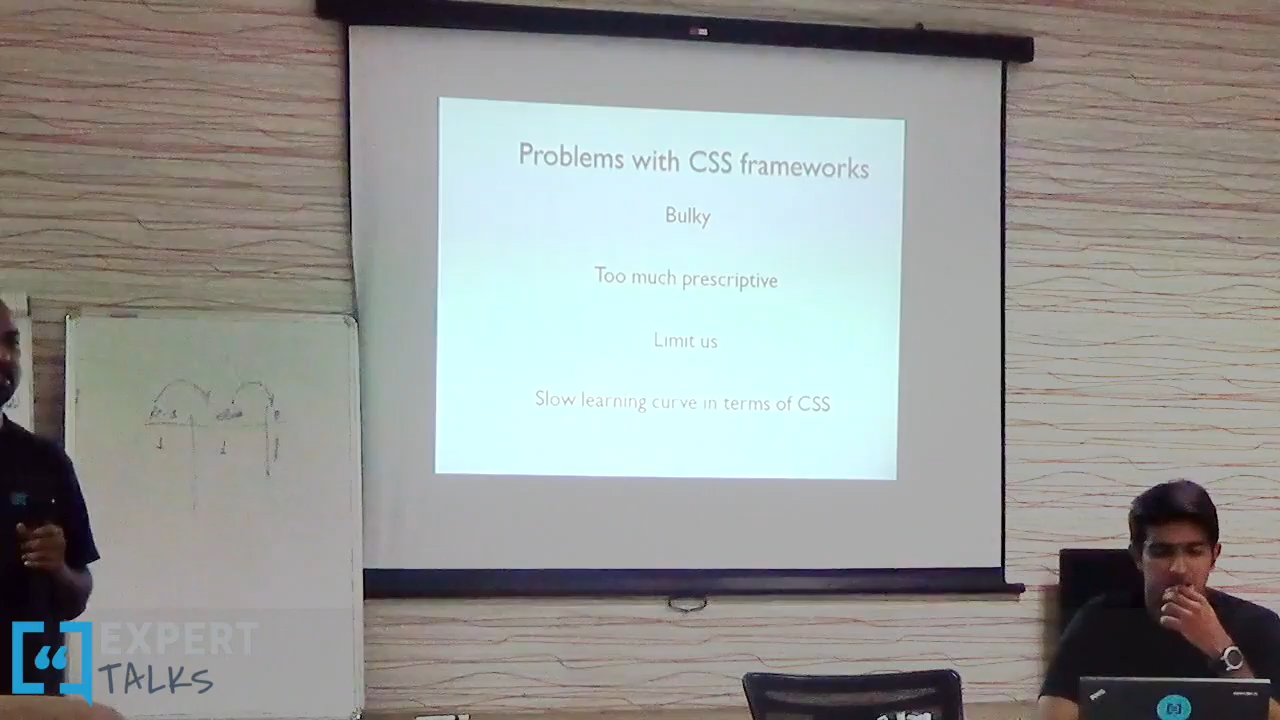 Problems with CSS frameworks
Bulky
Too much prescriptive
Limit us
Slow learning curve in terms of CSS
EXPERT
TALKS